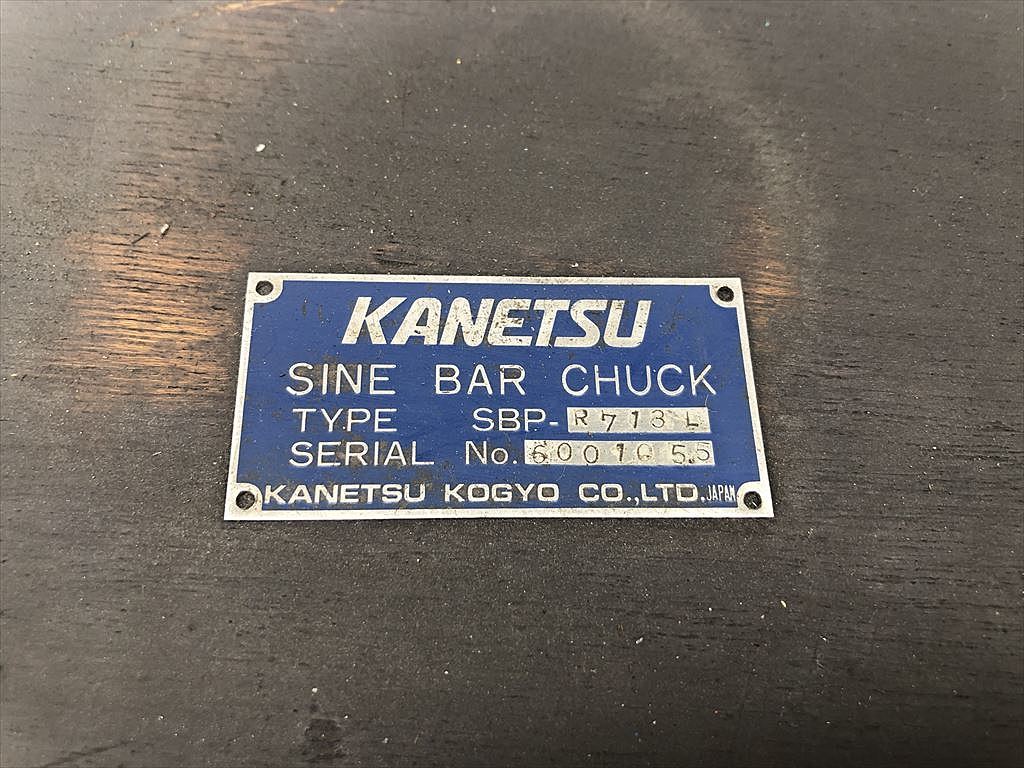 KANETSU
SINE BAR CHUCK
TYPE SBP-R713L
SERIAL No. 6001055
KANETSU KOGYO CO.,LTD. JAPAN